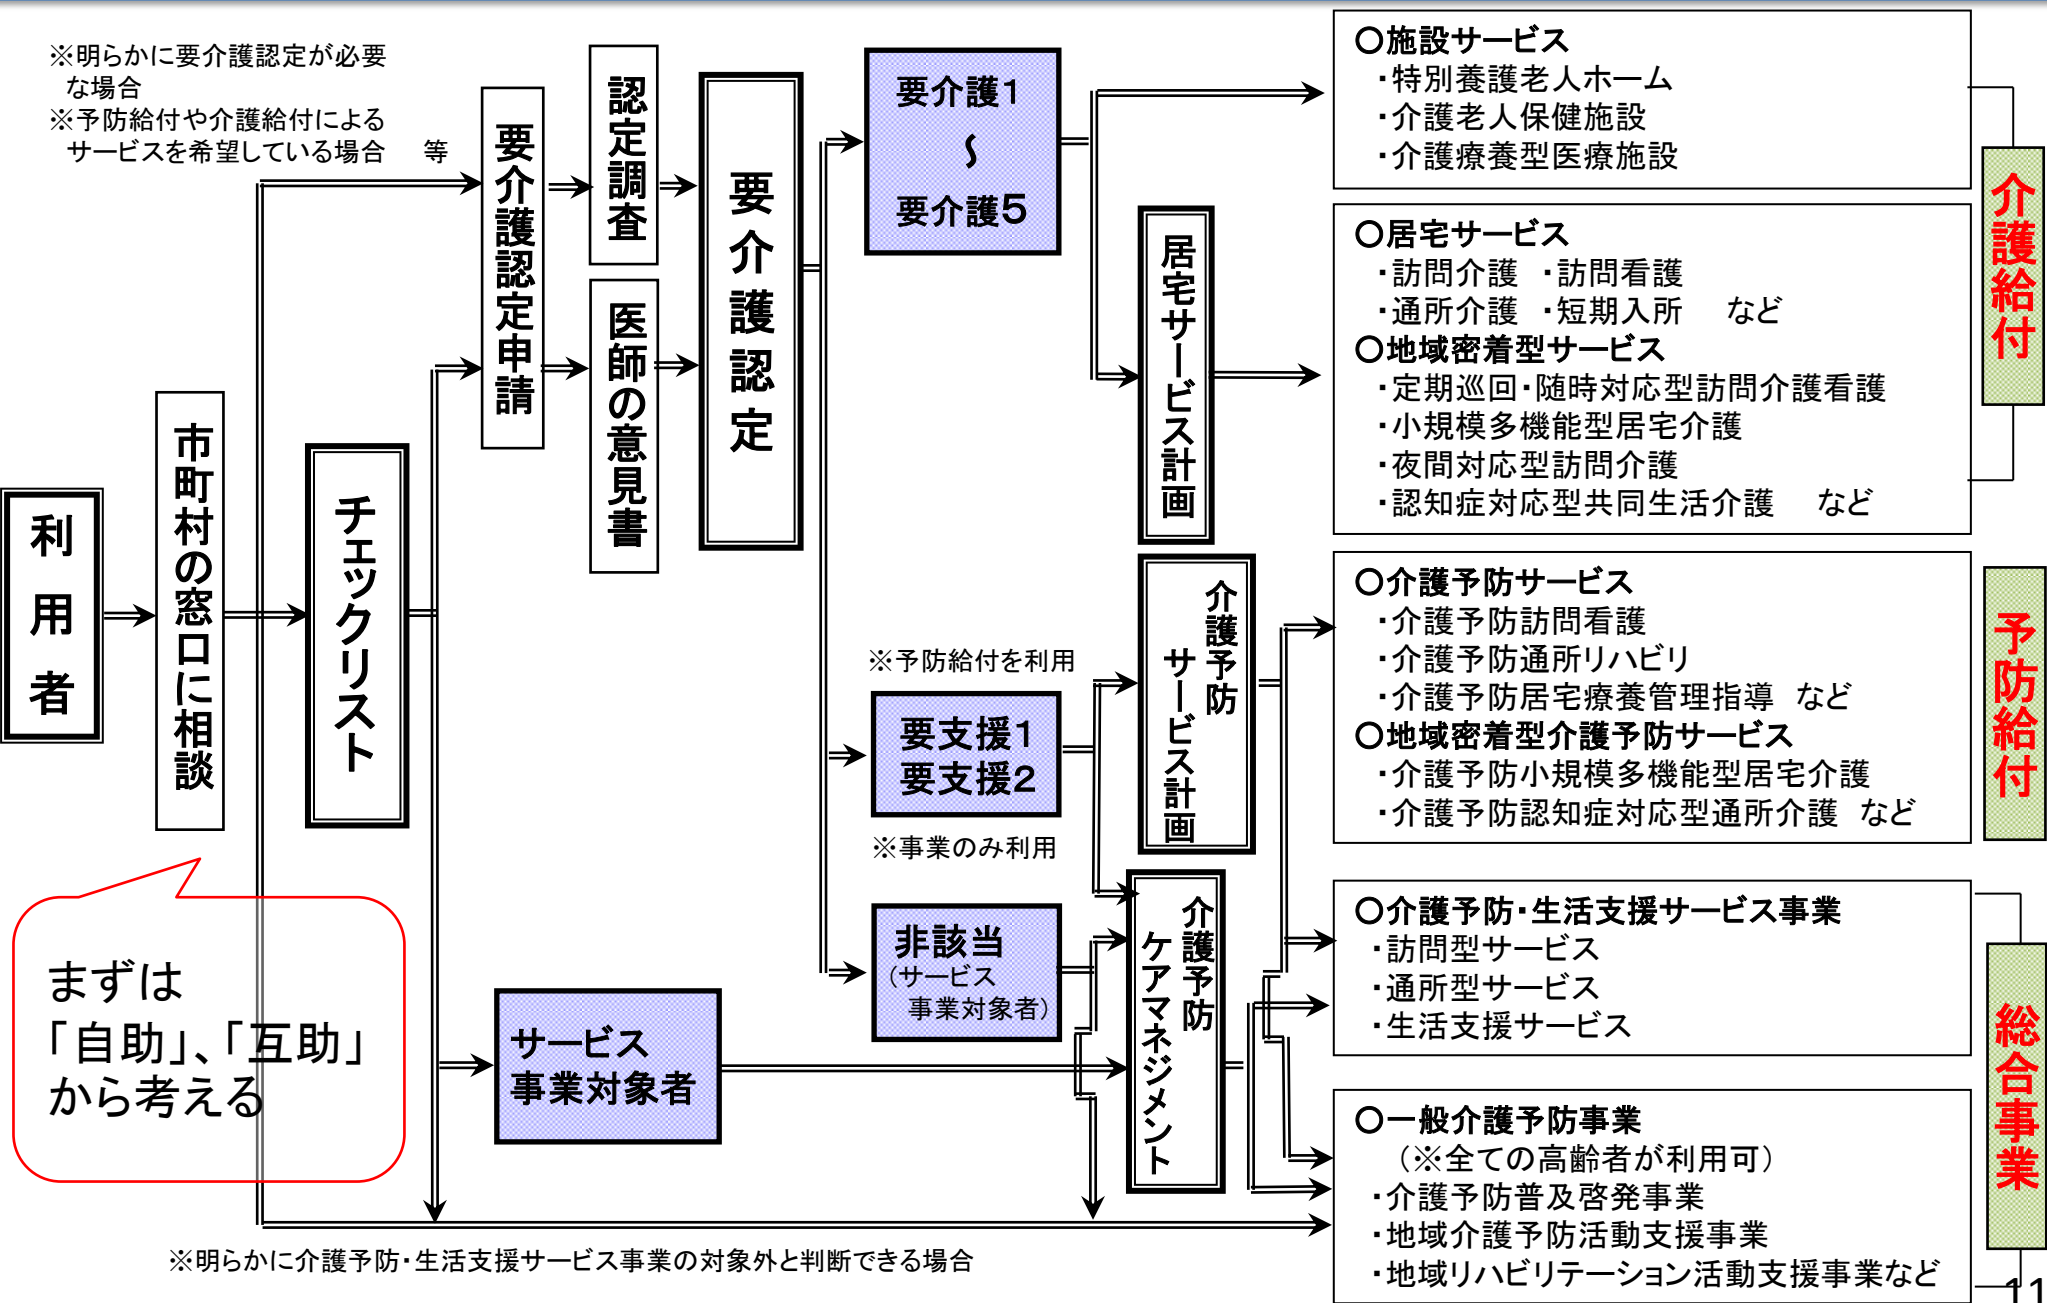 ※明らかに要介護認定が必要
な場合
※予防給付や介護給付による
サービスを希望している場合　等
利用者
市町村の窓口に相談
チェックリスト
要介護認定申請
認定調査
医師の意見書
要介護認定
要介護1
～
要介護5
※予防給付を利用
要支援1
要支援2
※事業のみ利用
非該当
（サービス
事業対象者）
サービス
事業対象者
居宅サービス計画
介護予防
サービス計画
介護予防
ケアマネジメント
○施設サービス
・特別養護老人ホーム
・介護老人保健施設
・介護療養型医療施設
○居宅サービス
・訪問介護　・訪問看護
・通所介護　・短期入所　など
○地域密着型サービス
・定期巡回・随時対応型訪問介護看護
・小規模多機能型居宅介護
・夜間対応型訪問介護
・認知症対応型共同生活介護　など
介護給付
○介護予防サービス
・介護予防訪問看護
・介護予防通所リハビリ
・介護予防居宅療養管理指導　など
○地域密着型介護予防サービス
・介護予防小規模多機能型居宅介護
・介護予防認知症対応型通所介護　など
予防給付
○介護予防・生活支援サービス事業
・訪問型サービス
・通所型サービス
・生活支援サービス
○一般介護予防事業
（※全ての高齢者が利用可）
・介護予防普及啓発事業
・地域介護予防活動支援事業
・地域リハビリテーション活動支援事業など
総合事業
まずは
「自助」、「互助」
から考える
※明らかに介護予防・生活支援サービス事業の対象外と判断できる場合
11